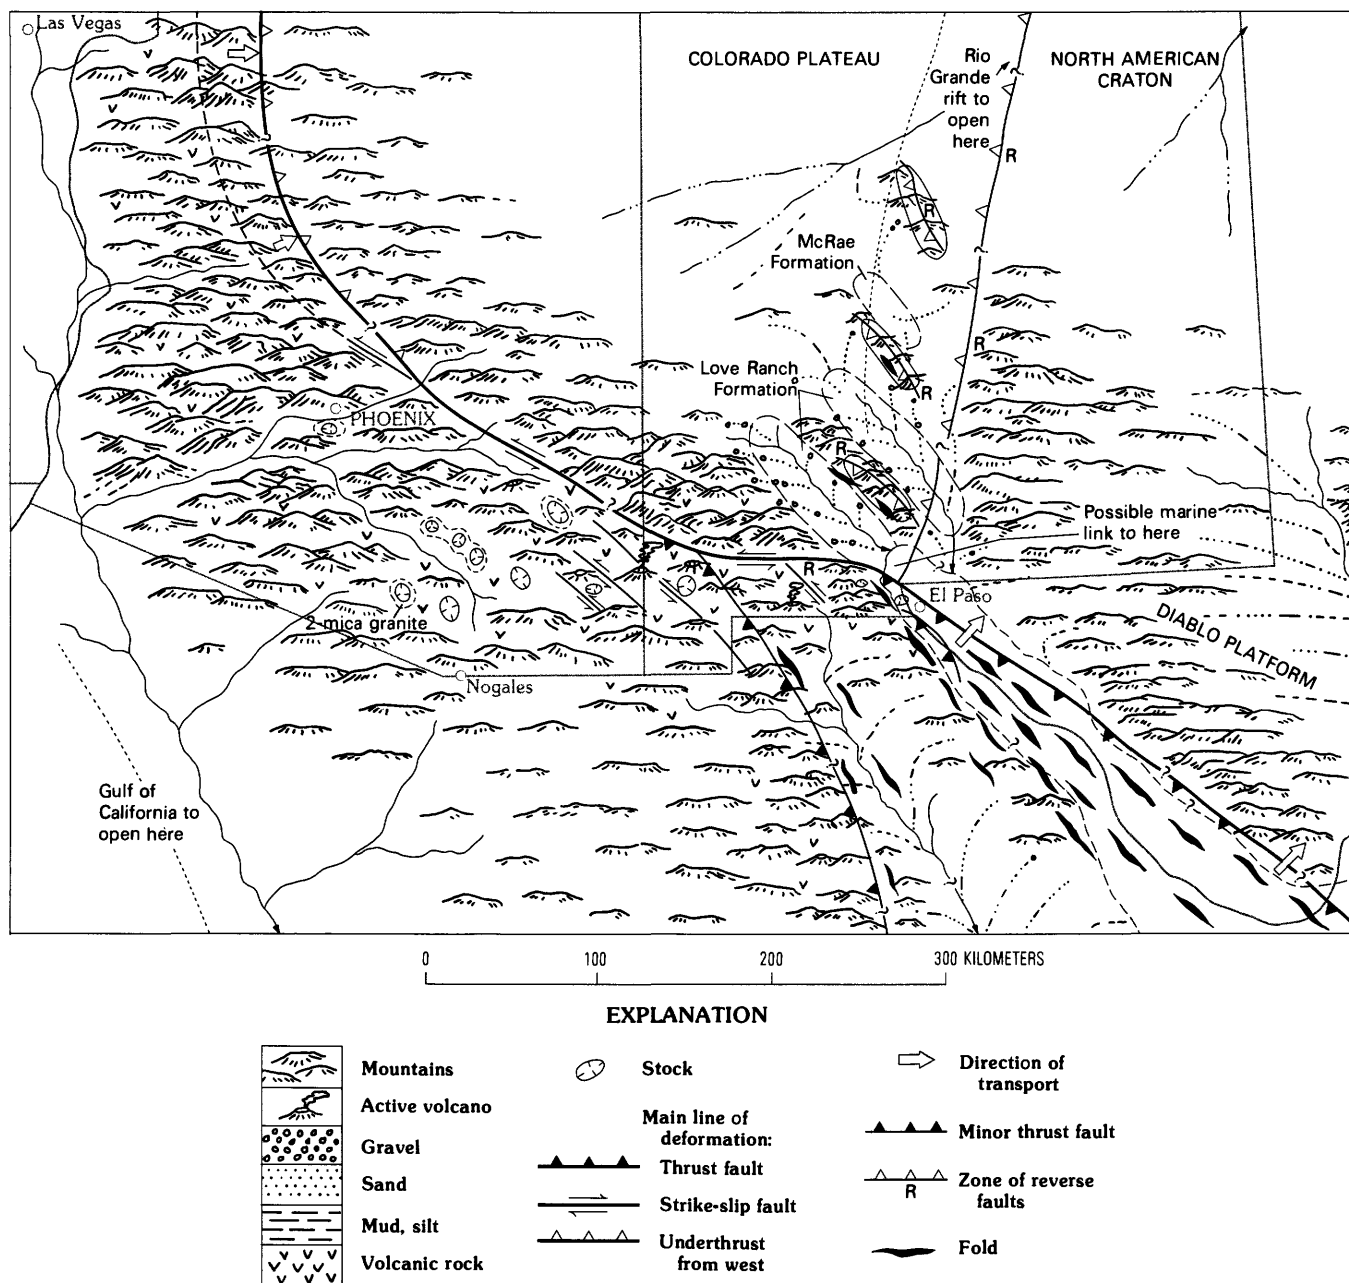 Las Vegas
COLORADO PLATEAU
Rio
Grande
rift to
open
here
NORTH AMERICAN
CRATON
R
R
McRae
Formation
R
Love Ranch
Formation
R
PHOENIX
R
Possible marine
link to here
R
El Paso
2-mica granite
DIABLO PLATFORM
Nogales
Gulf of
California to
open here
0 100 200 300 KILOMETERS
EXPLANATION
Mountains
Active volcano
Gravel
Sand
Mud, silt
Volcanic rock
Stock
Main line of
deformation:
Thrust fault
Strike-slip fault
Underthrust
from west
Direction of
transport
Minor thrust fault
R
Zone of reverse
faults
Fold